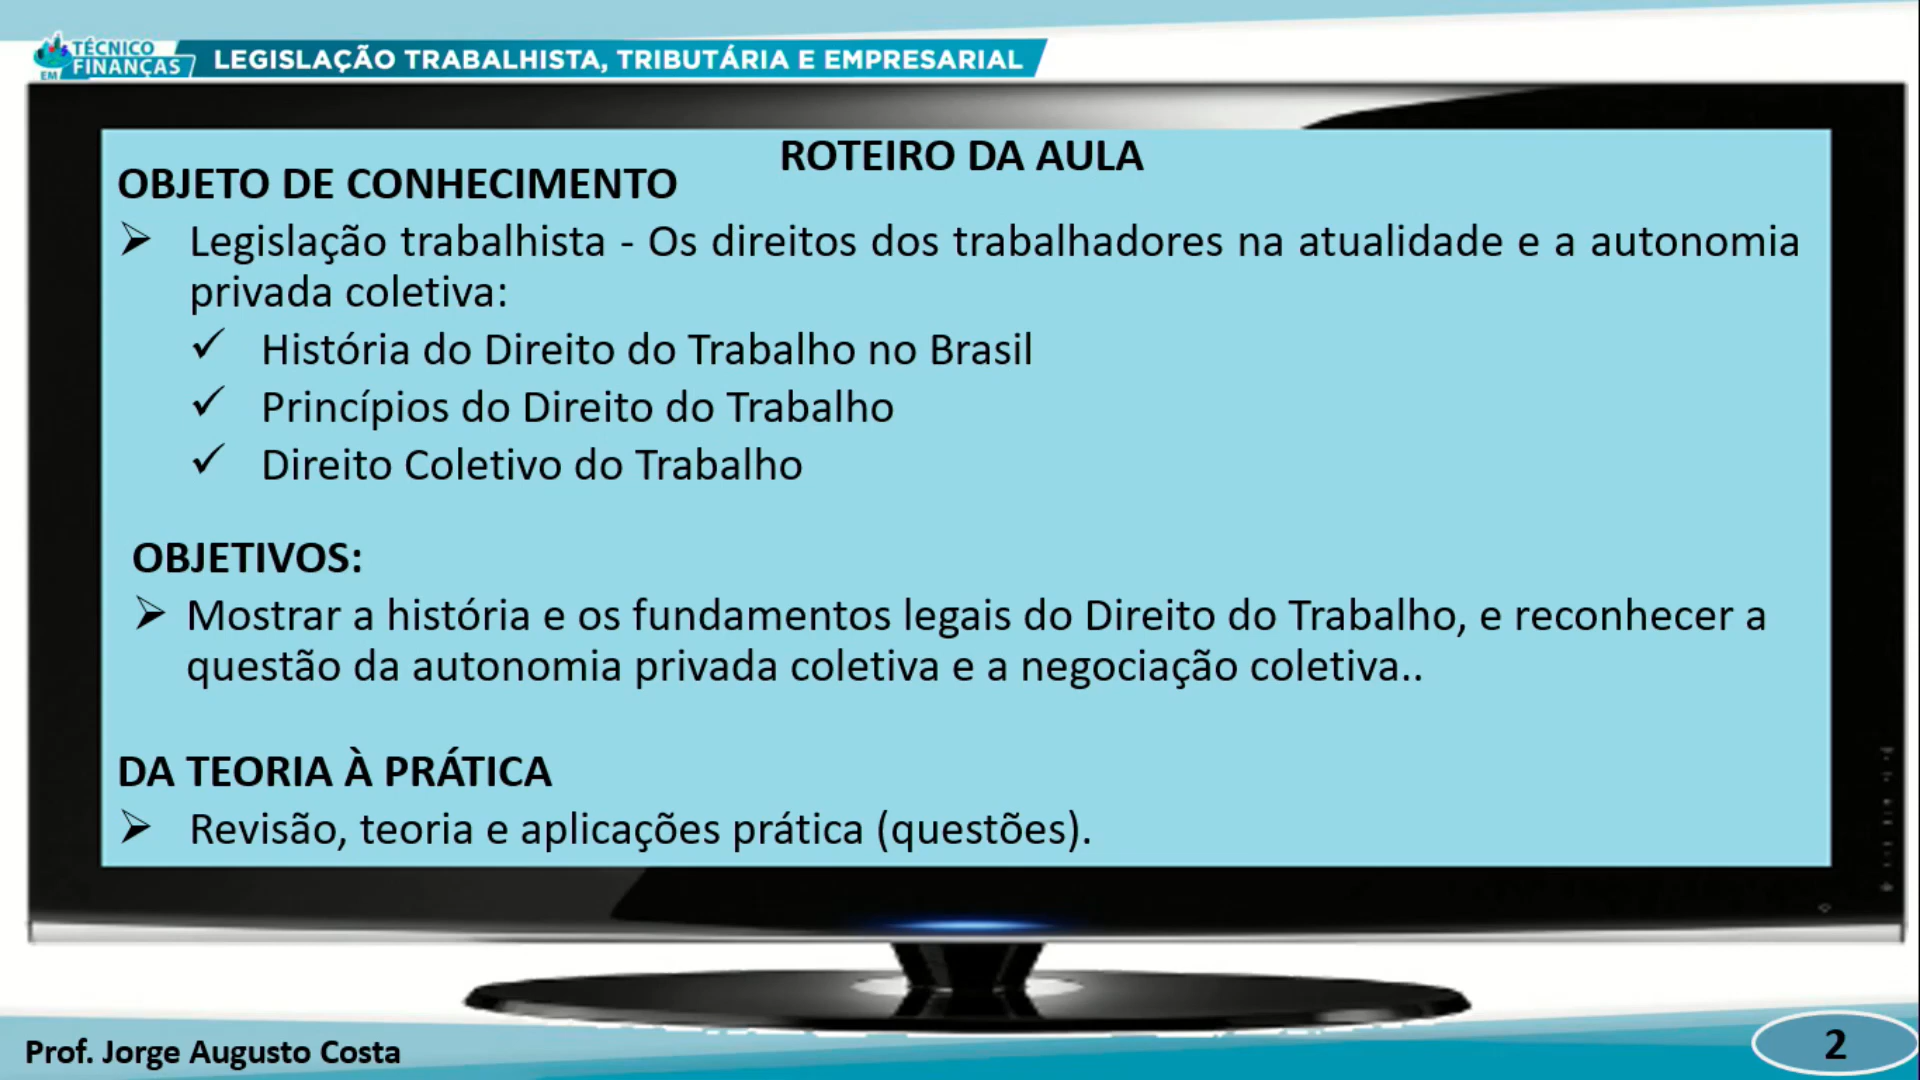 TÉCNICO
EM FINANÇAS
LEGISLAÇÃO TRABALHISTA, TRIBUTÁRIA E EMPRESARIAL
ROTEIRO DA AULA
OBJETO DE CONHECIMENTO
➢ Legislação trabalhista - Os direitos dos trabalhadores na atualidade e a autonomia
privada coletiva:
✓ História do Direito do Trabalho no Brasil
✓ Princípios do Direito do Trabalho
✓ Direito Coletivo do Trabalho
OBJETIVOS:
➢ Mostrar a história e os fundamentos legais do Direito do Trabalho, e reconhecer a
questão da autonomia privada coletiva e a negociação coletiva..
DA TEORIA À PRÁTICA
➢ Revisão, teoria e aplicações prática (questões).
Prof. Jorge Augusto Costa
2